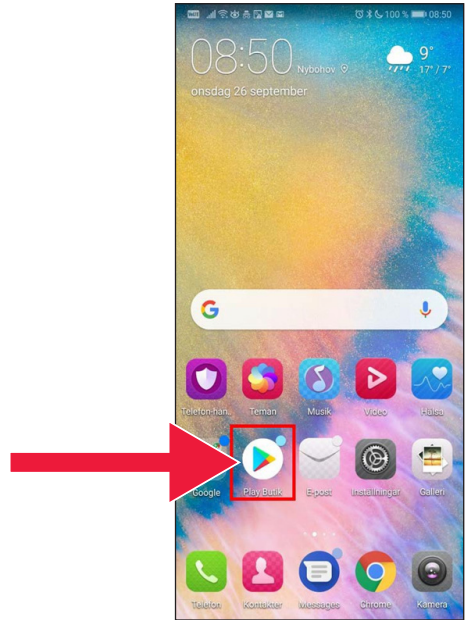 100 % 08:50
08:50
Nybohov
9°
17° / 7°
onsdag 26 september
G
Telefon-han.
Teman
Musik
Video
Hälsa
Google
Play Butik
E-post
Inställningar
Galleri
Telefon
Kontakter
Messages
Chrome
Kamera